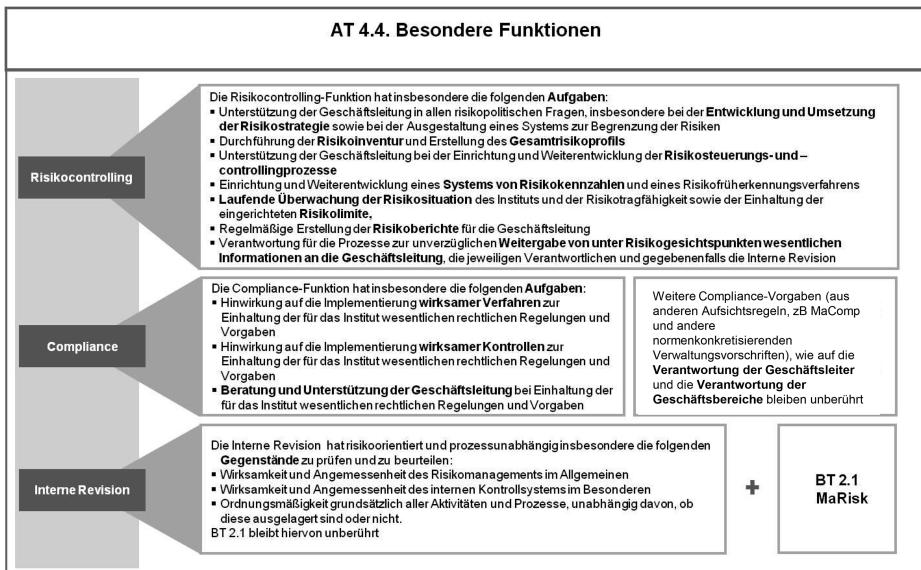 AT 4.4. Besondere Funktionen
Risikocontrolling
Die Risikocontrolling-Funktion hat insbesondere die folgenden Aufgaben:
▪ Unterstützung der Geschäftsleitung in allen risikopolitischen Fragen, insbesondere bei der Entwicklung und Umsetzung
der Risikostrategie sowie bei der Ausgestaltung eines Systems zur Begrenzung der Risiken
▪ Durchführung der Risikoinventur und Erstellung des Gesamtrisikoprofils
▪ Unterstützung der Geschäftsleitung bei der Einrichtung und Weiterentwicklung der Risikosteuerungs- und –
controllingprozesse
▪ Einrichtung und Weiterentwicklung eines Systems von Risikokennzahlen und eines Risikofrüherkennungsverfahrens
▪ Laufende Überwachung der Risikosituation des Instituts und der Risikotragfähigkeit sowie der Einhaltung der
eingerichteten Risikolimite,
▪ Regelmäßige Erstellung der Risikoberichte für die Geschäftsleitung
▪ Verantwortung für die Prozesse zur unverzüglichen Weitergabe von unter Risikogesichtspunkten wesentlichen
Informationen an die Geschäftsleitung, die jeweiligen Verantwortlichen und gegebenenfalls die Interne Revision
Compliance
Die Compliance-Funktion hat insbesondere die folgenden Aufgaben:
▪ Hinwirkung auf die Implementierung wirksamer Verfahren zur
Einhaltung der für das Institut wesentlichen rechtlichen Regelungen und
Vorgaben
▪ Hinwirkung auf die Implementierung wirksamer Kontrollen zur
Einhaltung der für das Institut wesentlichen rechtlichen Regelungen und
Vorgaben
▪ Beratung und Unterstützung der Geschäftsleitung bei Einhaltung der
für das Institut wesentlichen rechtlichen Regelungen und Vorgaben
Weitere Compliance-Vorgaben (aus
anderen Aufsichtsregeln, zB MaComp
und andere
normenkonkretisierenden
Verwaltungsvorschriften), wie auf die
Verantwortung der Geschäftsleiter
und die Verantwortung der
Geschäftsbereiche bleiben unberührt
Interne Revision
Die Interne Revision hat risikoorientiert und prozessunabhängig insbesondere die folgenden
Gegenstände zu prüfen und zu beurteilen:
▪ Wirksamkeit und Angemessenheit des Risikomanagements im Allgemeinen
▪ Wirksamkeit und Angemessenheit des internen Kontrollsystems im Besonderen
▪ Ordnungsmäßigkeit grundsätzlich aller Aktivitäten und Prozesse, unabhängig davon, ob
diese ausgelagert sind oder nicht.
BT 2.1 bleibt hiervon unberührt
+
BT 2.1
MaRisk